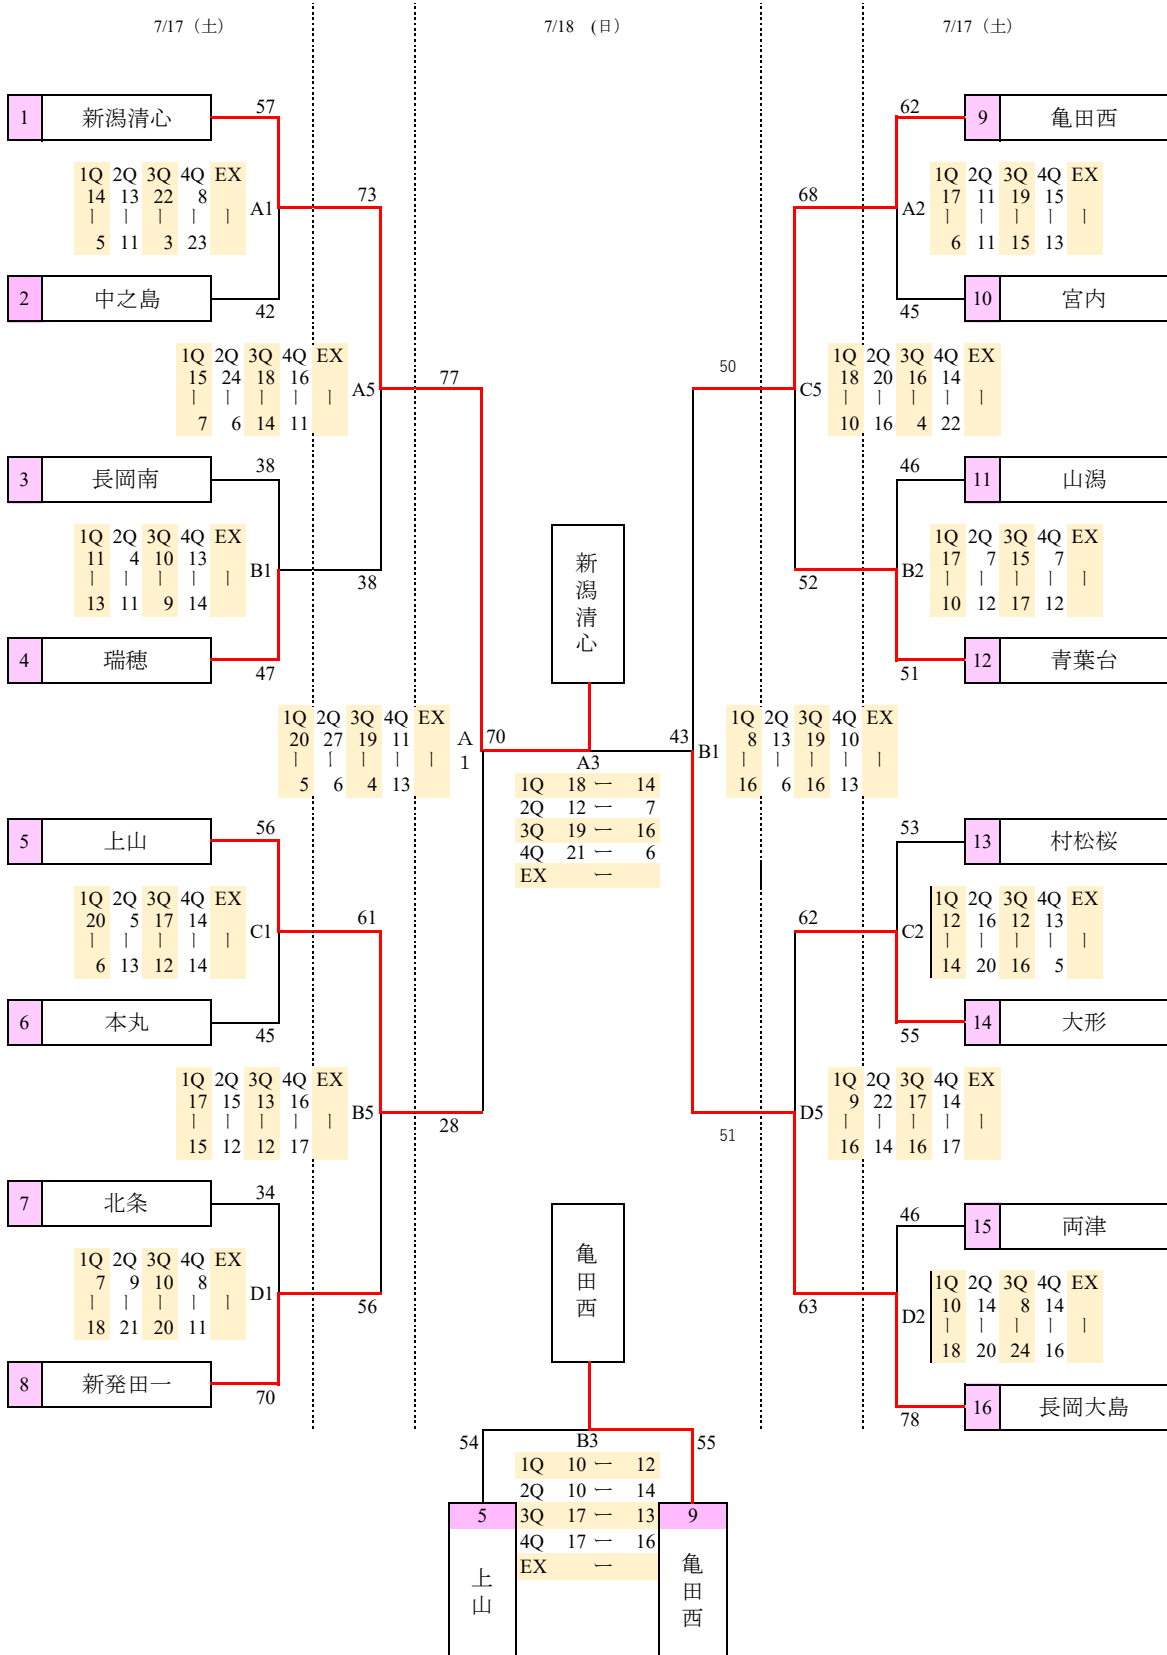 7/17（土） 7/18 （日） 7/17（土）
1 新潟清心 57 62 9 亀田西
1Q 2Q 3Q 4Q EX
14 13 22 8
｜ ｜ ｜ ｜ ｜
5 11 3 23
A1
73
68
A2
1Q 2Q 3Q 4Q EX
17 11 19 15
｜ ｜ ｜ ｜ ｜
6 11 15 13
2 中之島 42 45 10 宮内
1Q 2Q 3Q 4Q EX
15 24 18 16
｜ ｜ ｜ ｜ ｜
7 6 14 11
A5
77
50
C5
1Q 2Q 3Q 4Q EX
18 20 16 14
｜ ｜ ｜ ｜ ｜
10 16 4 22
3 長岡南 38 46 11 山潟
1Q 2Q 3Q 4Q EX
11 4 10 13
｜ ｜ ｜ ｜ ｜
13 11 9 14
B1
38
新潟清心
52
B2
1Q 2Q 3Q 4Q EX
17 7 15 7
｜ ｜ ｜ ｜ ｜
10 12 17 12
4 瑞穂 47 51 12 青葉台
1Q 2Q 3Q 4Q EX
20 27 19 11
｜ ｜ ｜ ｜ ｜
5 6 4 13
A
1
70
43
B1
1Q 2Q 3Q 4Q EX
8 13 19 10
｜ ｜ ｜ ｜ ｜
16 6 16 13
A3
1Q 18 ー 14
2Q 12 ー 7
3Q 19 ー 16
4Q 21 ー 6
EX ー
5 上山 56 53 13 村松桜
1Q 2Q 3Q 4Q EX
20 5 17 14
｜ ｜ ｜ ｜ ｜
6 13 12 14
C1
61
62
C2
1Q 2Q 3Q 4Q EX
12 16 12 13
｜ ｜ ｜ ｜ ｜
14 20 16 5
6 本丸 45 55 14 大形
1Q 2Q 3Q 4Q EX
17 15 13 16
｜ ｜ ｜ ｜ ｜
15 12 12 17
B5
28
51
D5
1Q 2Q 3Q 4Q EX
9 22 17 14
｜ ｜ ｜ ｜ ｜
16 14 16 17
7 北条 34 46 15 両津
1Q 2Q 3Q 4Q EX
7 9 10 8
｜ ｜ ｜ ｜ ｜
18 21 20 11
D1
56
亀田西
63
D2
1Q 2Q 3Q 4Q EX
10 14 8 14
｜ ｜ ｜ ｜ ｜
18 20 24 16
8 新発田一 70 78 16 長岡大島
54 B3 55
1Q 10 ー 12
2Q 10 ー 14
3Q 17 ー 13
4Q 17 ー 16
EX ー
5 9
上山
亀田西